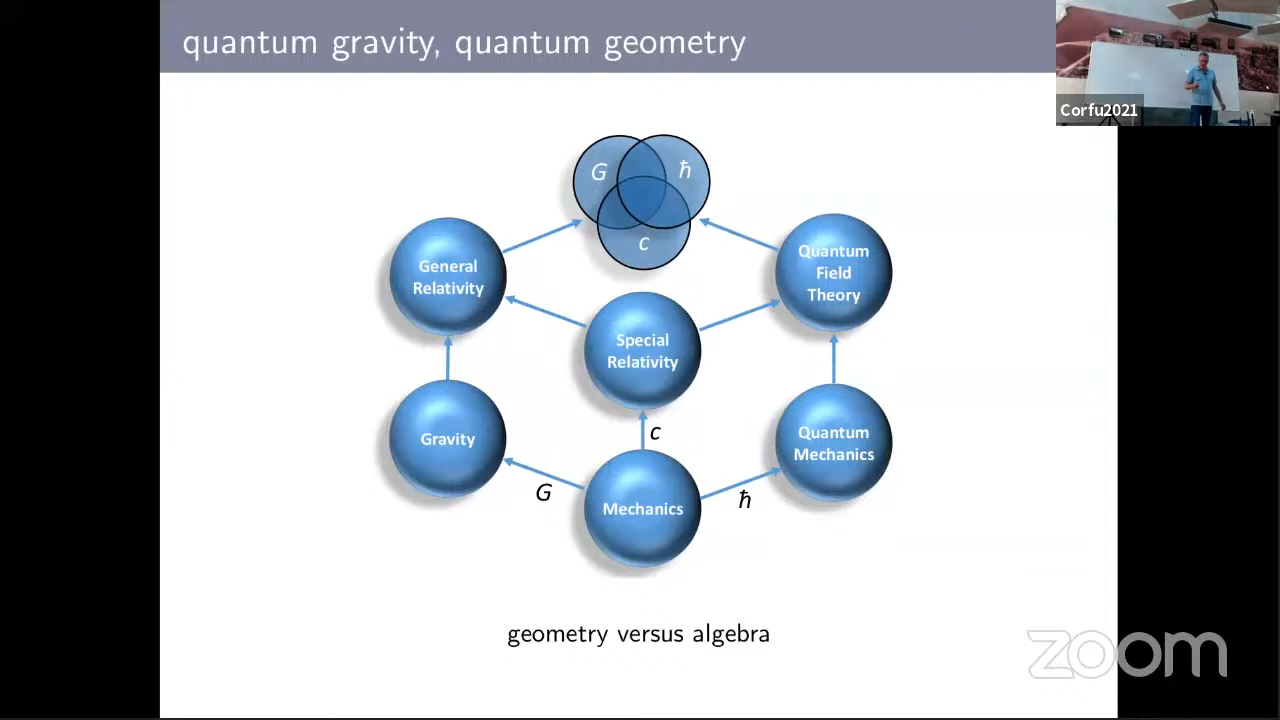 quantum gravity, quantum geometry
Corfu2021
G
ħ
c
General
Relativity
Quantum
Field
Theory
Special
Relativity
Gravity
c
Quantum
Mechanics
G
Mechanics
ħ
geometry versus algebra
zoom